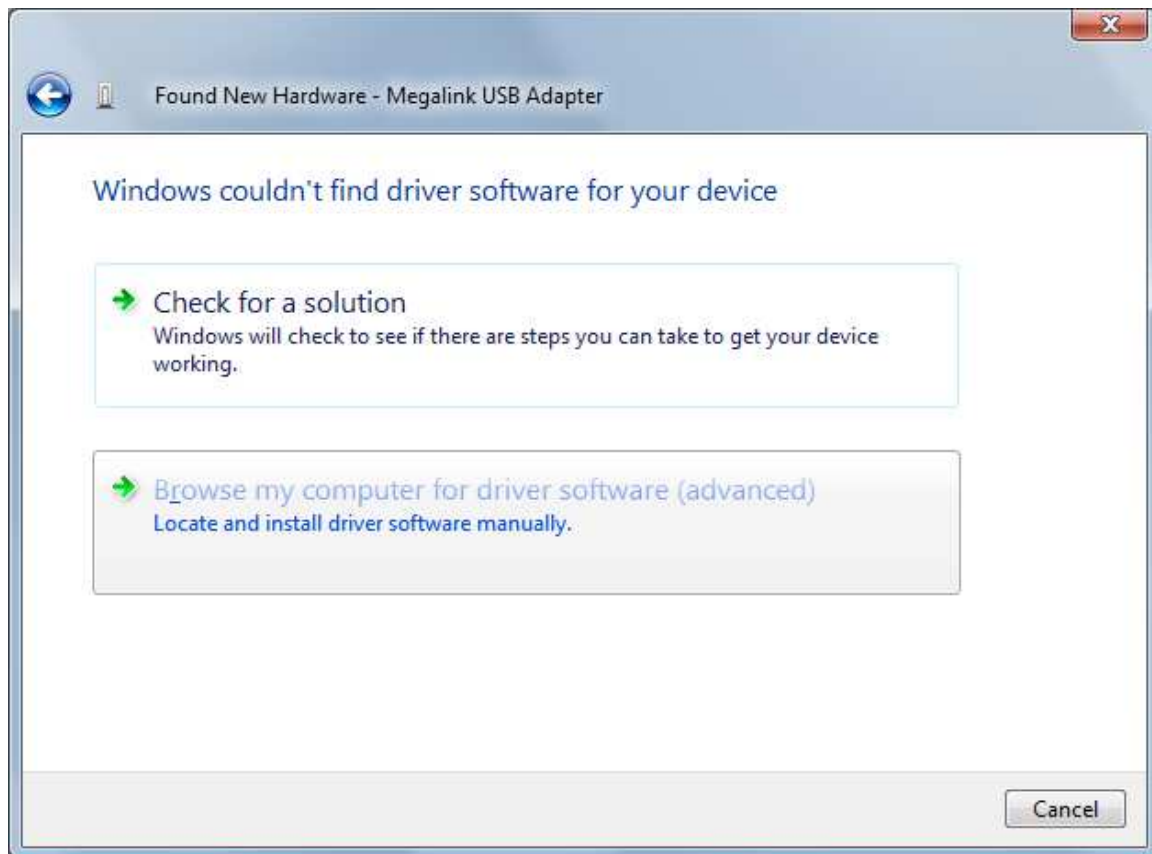 Found New Hardware - Megalink USB Adapter
Windows couldn't find driver software for your device
Check for a solution
Windows will check to see if there are steps you can take to get your device
working.
Browse my computer for driver software (advanced)
Locate and install driver software manually.
Cancel